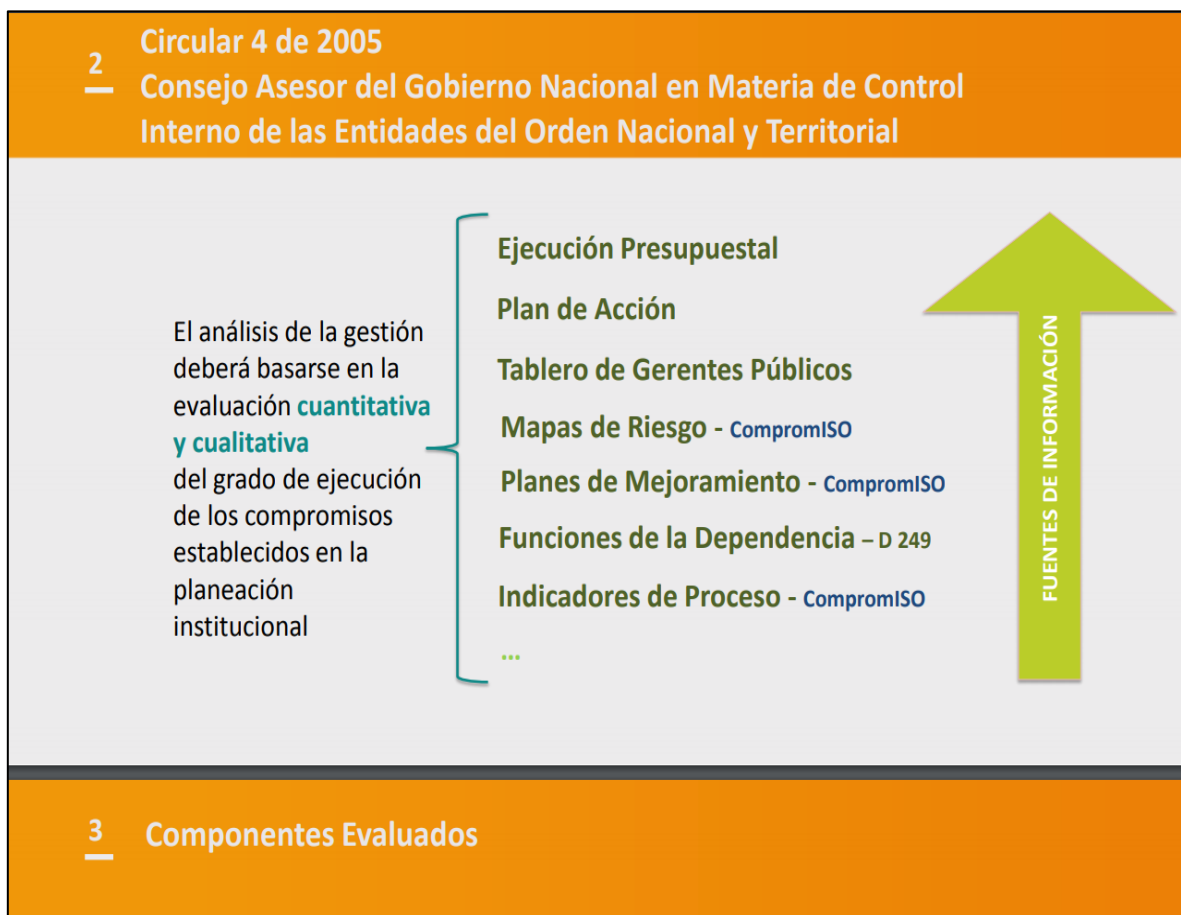 2
Circular 4 de 2005
Consejo Asesor del Gobierno Nacional en Materia de Control
Interno de las Entidades del Orden Nacional y Territorial
El análisis de la gestión
deberá basarse en la
evaluación cuantitativa
y cualitativa
del grado de ejecución
de los compromisos
establecidos en la
planeación
institucional
Ejecución Presupuestal
Plan de Acción
Tablero de Gerentes Públicos
Mapas de Riesgo - CompromISO
Planes de Mejoramiento - CompromISO
Funciones de la Dependencia – D 249
Indicadores de Proceso - CompromISO
...
FUENTES DE INFORMACIÓN
3
Componentes Evaluados